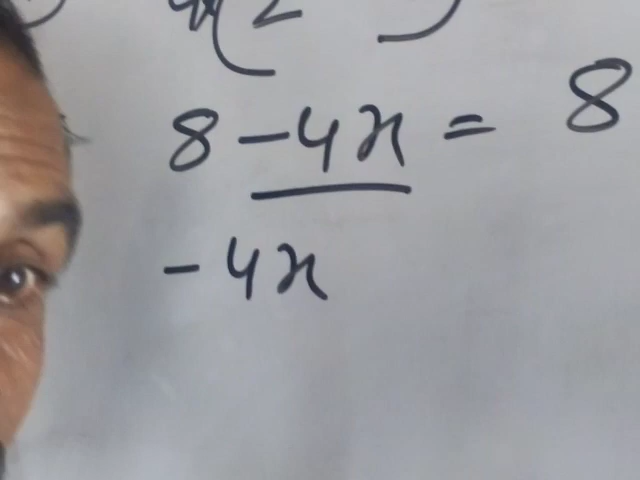 8 - 4x = 8
- 4x